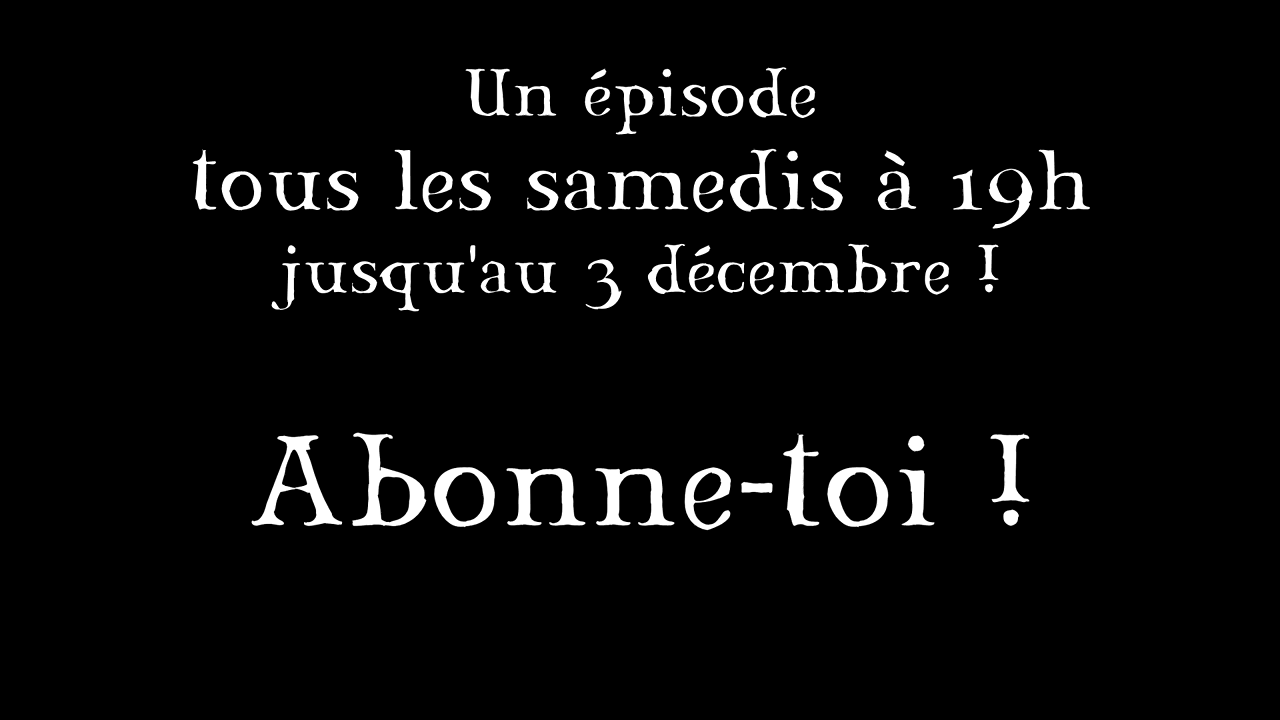 Un épisode
tous les samedis à 19h
jusqu'au 3 décembre !
Abonne-toi !